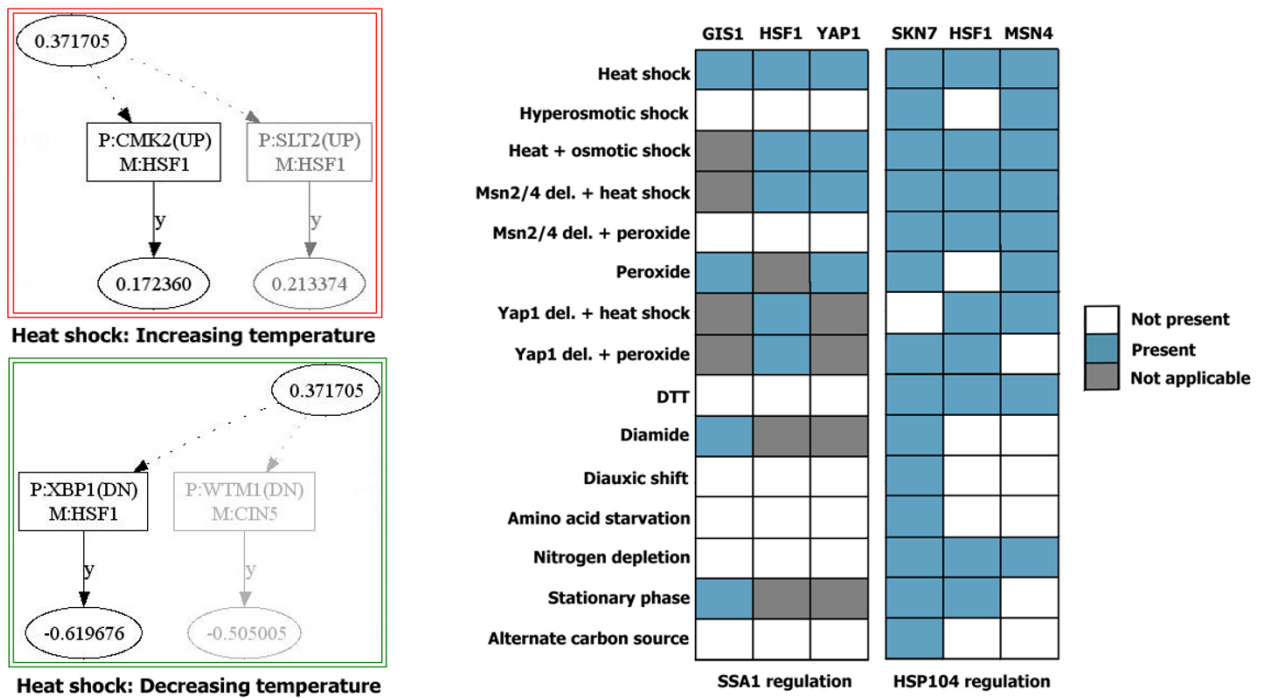 0.371705
P:CMK2(UP)
M:HSF1
P:SLT2(UP)
M:HSF1
y
y
0.172360
0.213374
Heat shock: Increasing temperature
0.371705
P:XBP1(DN)
M:HSF1
P:WTM1(DN)
M:CIN5
y
y
-0.619676
-0.505005
Heat shock: Decreasing temperature
GIS1 HSF1 YAP1 SKN7 HSF1 MSN4
Heat shock
Hyperosmotic shock
Heat + osmotic shock
Msn2/4 del. + heat shock
Msn2/4 del. + peroxide
Peroxide
Yap1 del. + heat shock
Yap1 del. + peroxide
DTT
Diamide
Diauxic shift
Amino acid starvation
Nitrogen depletion
Stationary phase
Alternate carbon source
SSA1 regulation HSP104 regulation
Not present
Present
Not applicable